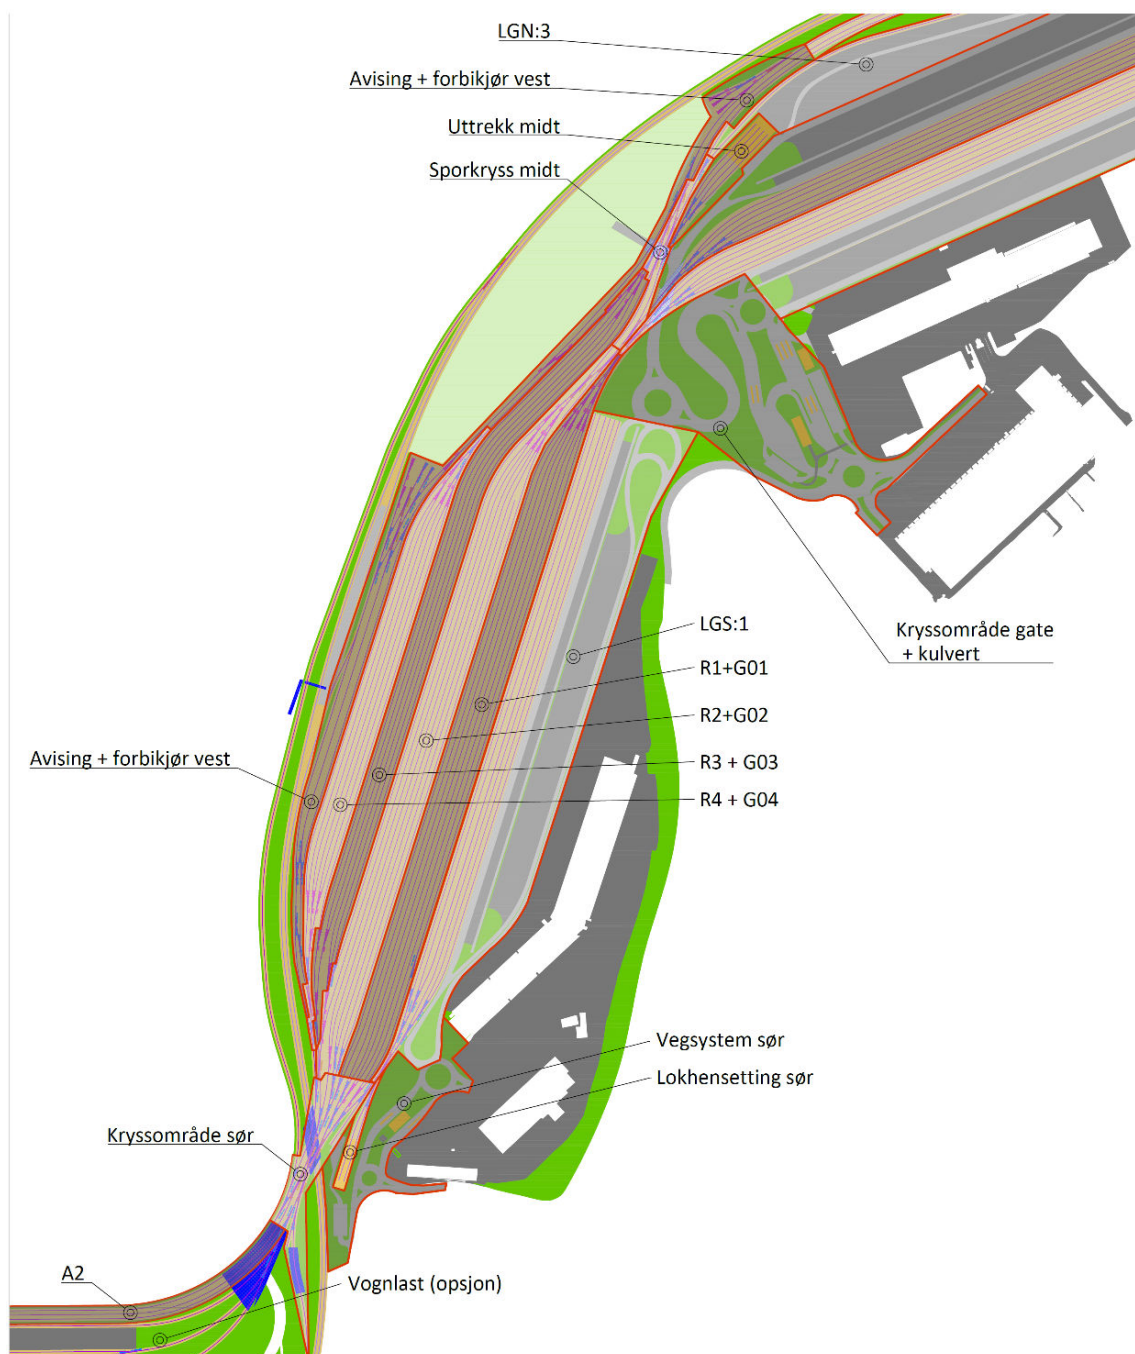 LGN:3
Avising + forbikjør vest
Uttrekk midt
Sporkryss midt
LGS:1
Kryssområde gate
+ kulvert
R1+G01
R2+G02
Avising + forbikjør vest
R3 + G03
R4 + G04
Vegsystem sør
Lokhensetting sør
Kryssområde sør
A2
Vognlast (opsjon)